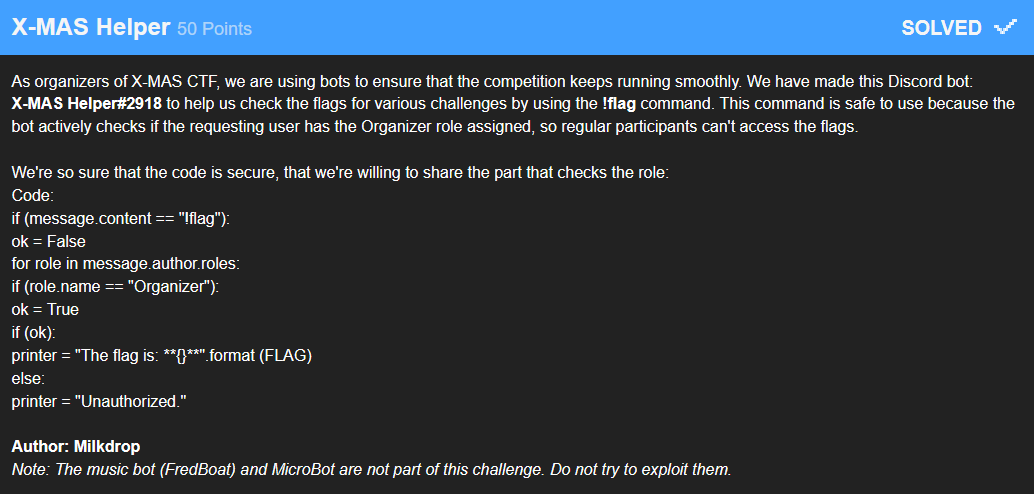 X-MAS Helper 50 Points SOLVED
As organizers of X-MAS CTF, we are using bots to ensure that the competition keeps running smoothly. We have made this Discord bot:
X-MAS Helper#2918 to help us check the flags for various challenges by using the !flag command. This command is safe to use because the
bot actively checks if the requesting user has the Organizer role assigned, so regular participants can't access the flags.
We're so sure that the code is secure, that we're willing to share the part that checks the role:
Code:
if (message.content == "!flag"):
ok = False
for role in message.author.roles:
if (role.name == "Organizer"):
ok = True
if (ok):
printer = "The flag is: **{}**".format (FLAG)
else:
printer = "Unauthorized."
Author: Milkdrop
Note: The music bot (FredBoat) and MicroBot are not part of this challenge. Do not try to exploit them.